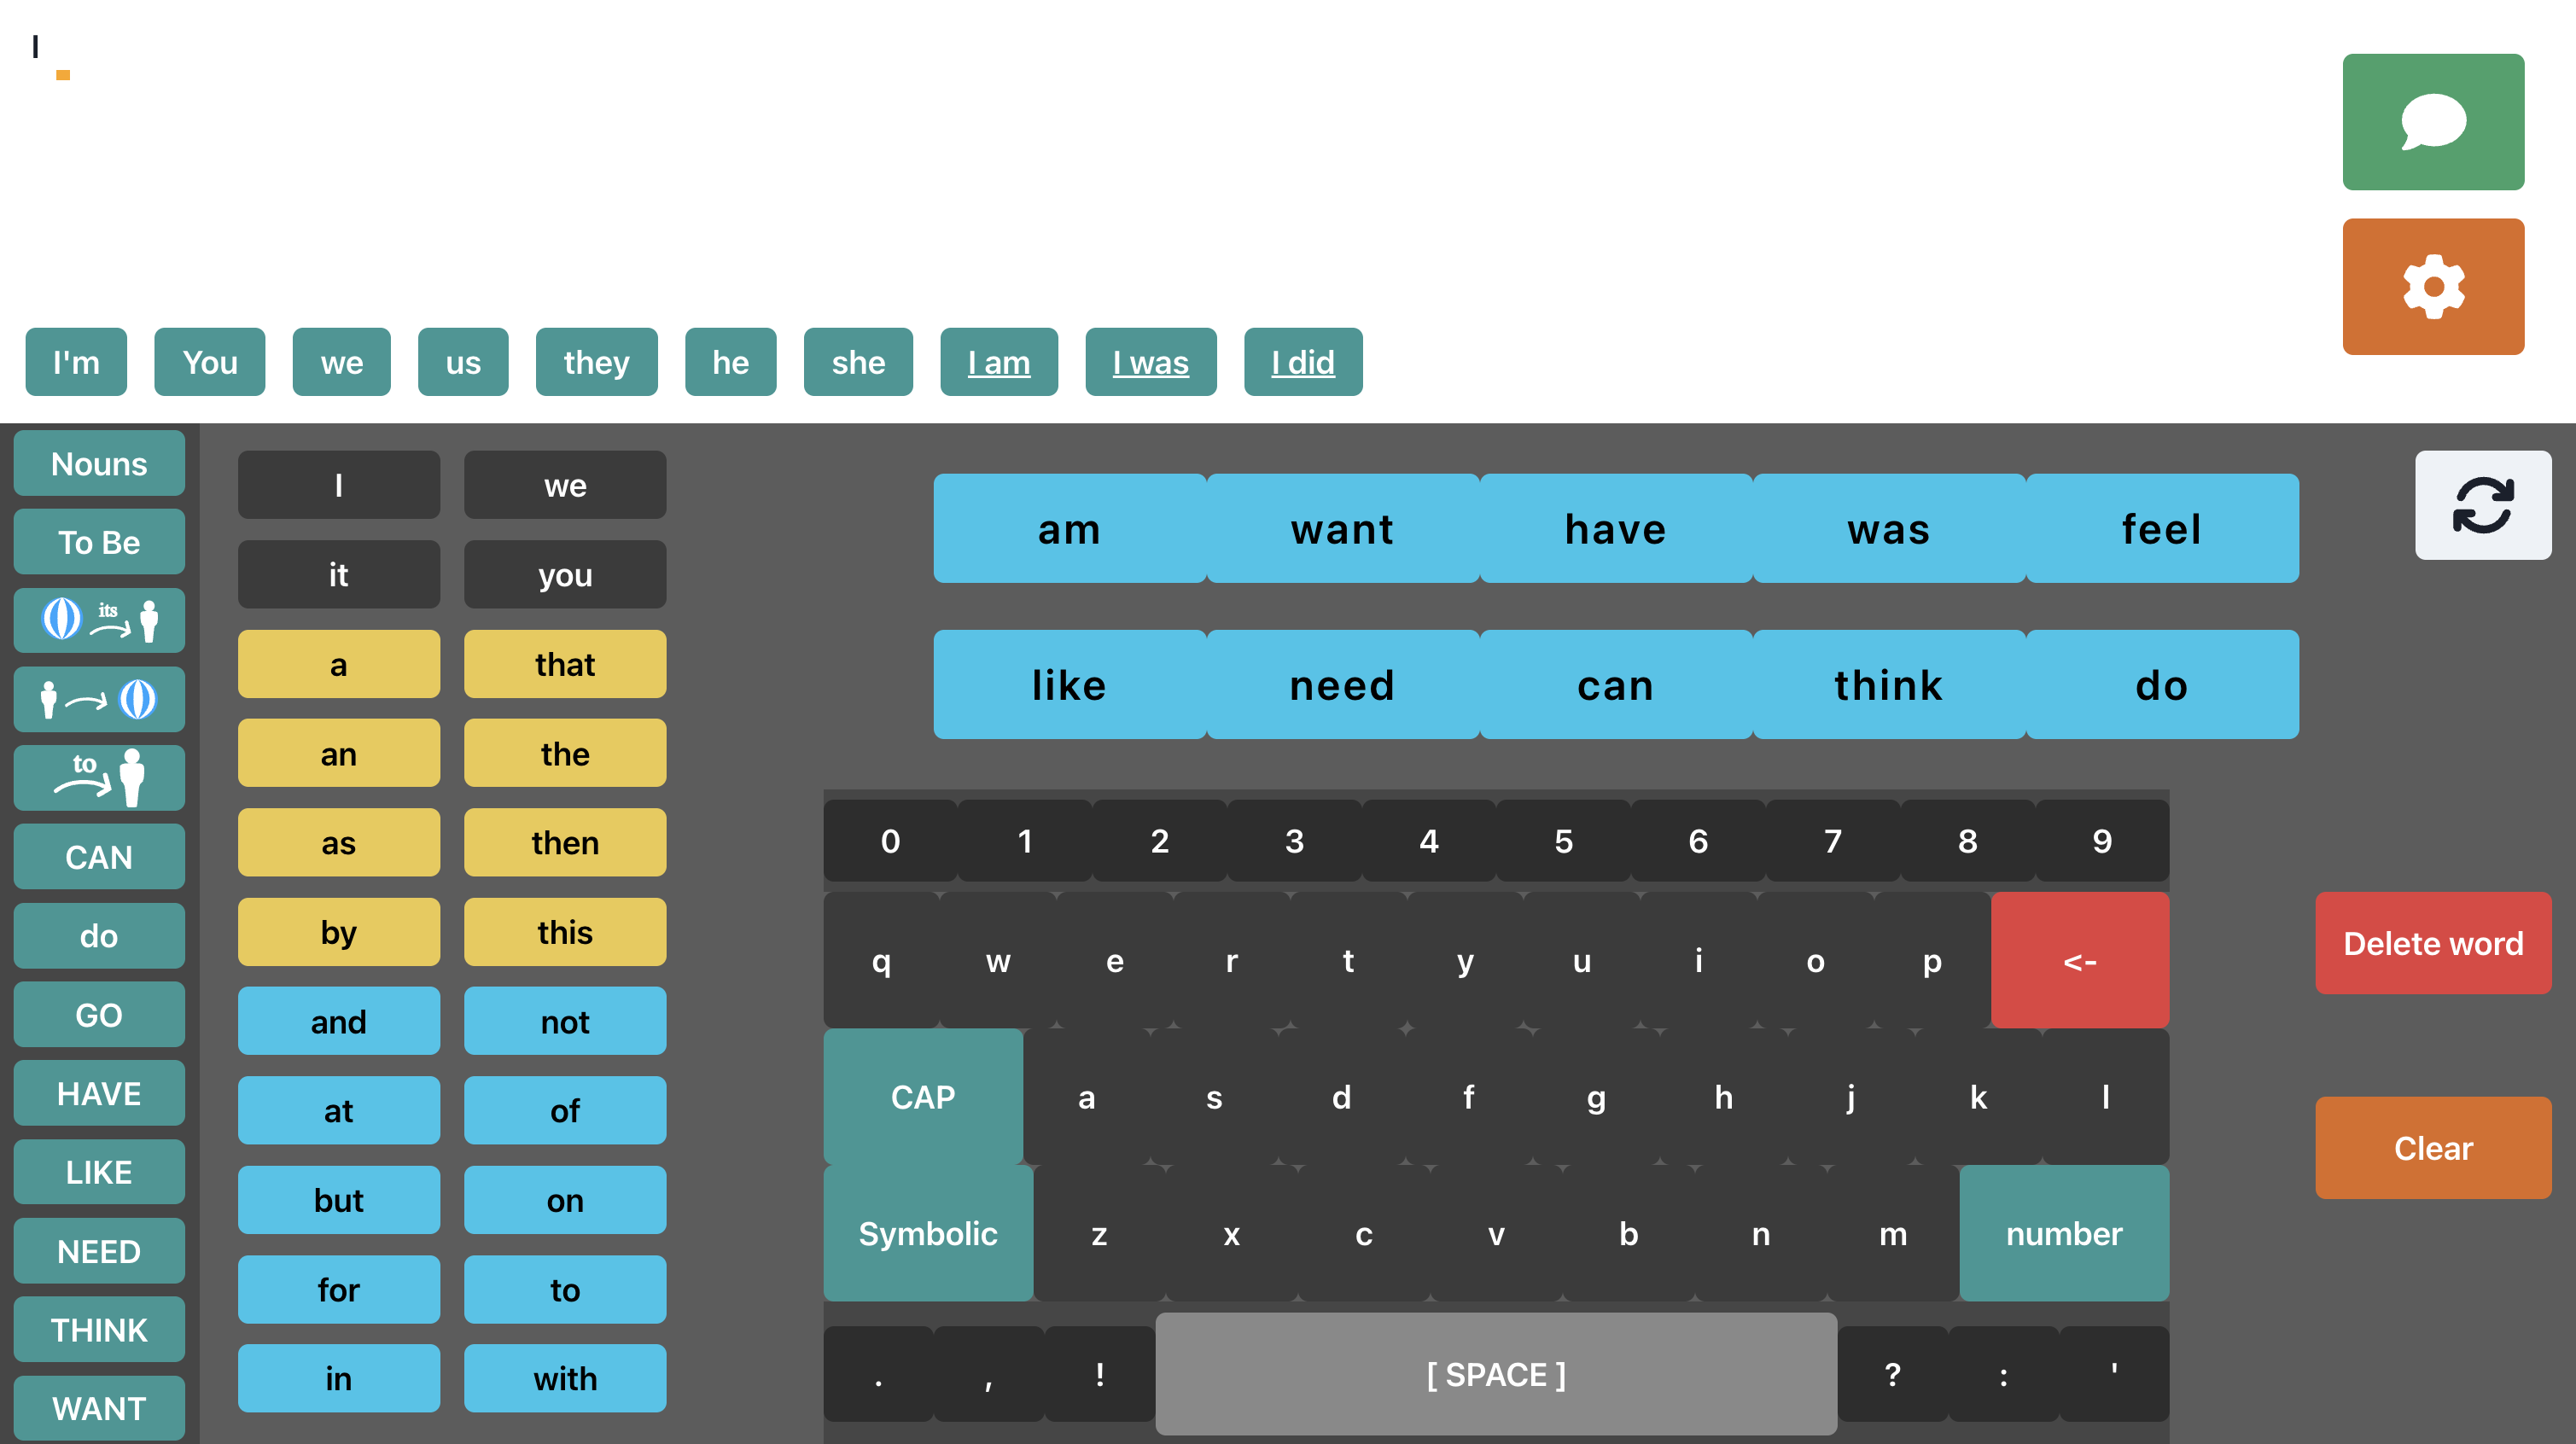 I
I'm You we us they he she I am I was I did
Nouns
To Be
its
to
CAN
do
GO
HAVE
LIKE
NEED
THINK
WANT
I we
it you
a that
an the
as then
by this
and not
at of
but on
for to
in with
am want have was feel
like need can think do
0 1 2 3 4 5 6 7 8 9
q w e r t y u i o p <-
CAP a s d f g h j k l
Symbolic z x c v b n m number
. , ! [ SPACE ] ? : '
Delete word
Clear